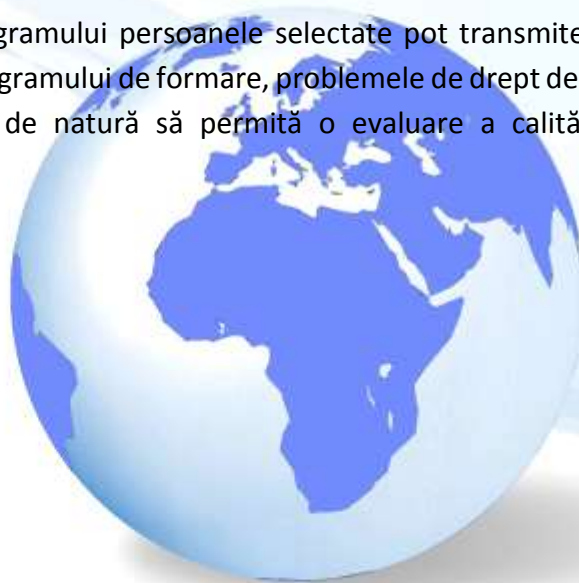 gramului persoanele selectate pot transmite
gramului de formare, problemele de drept de
de natură să permită o evaluare a calită